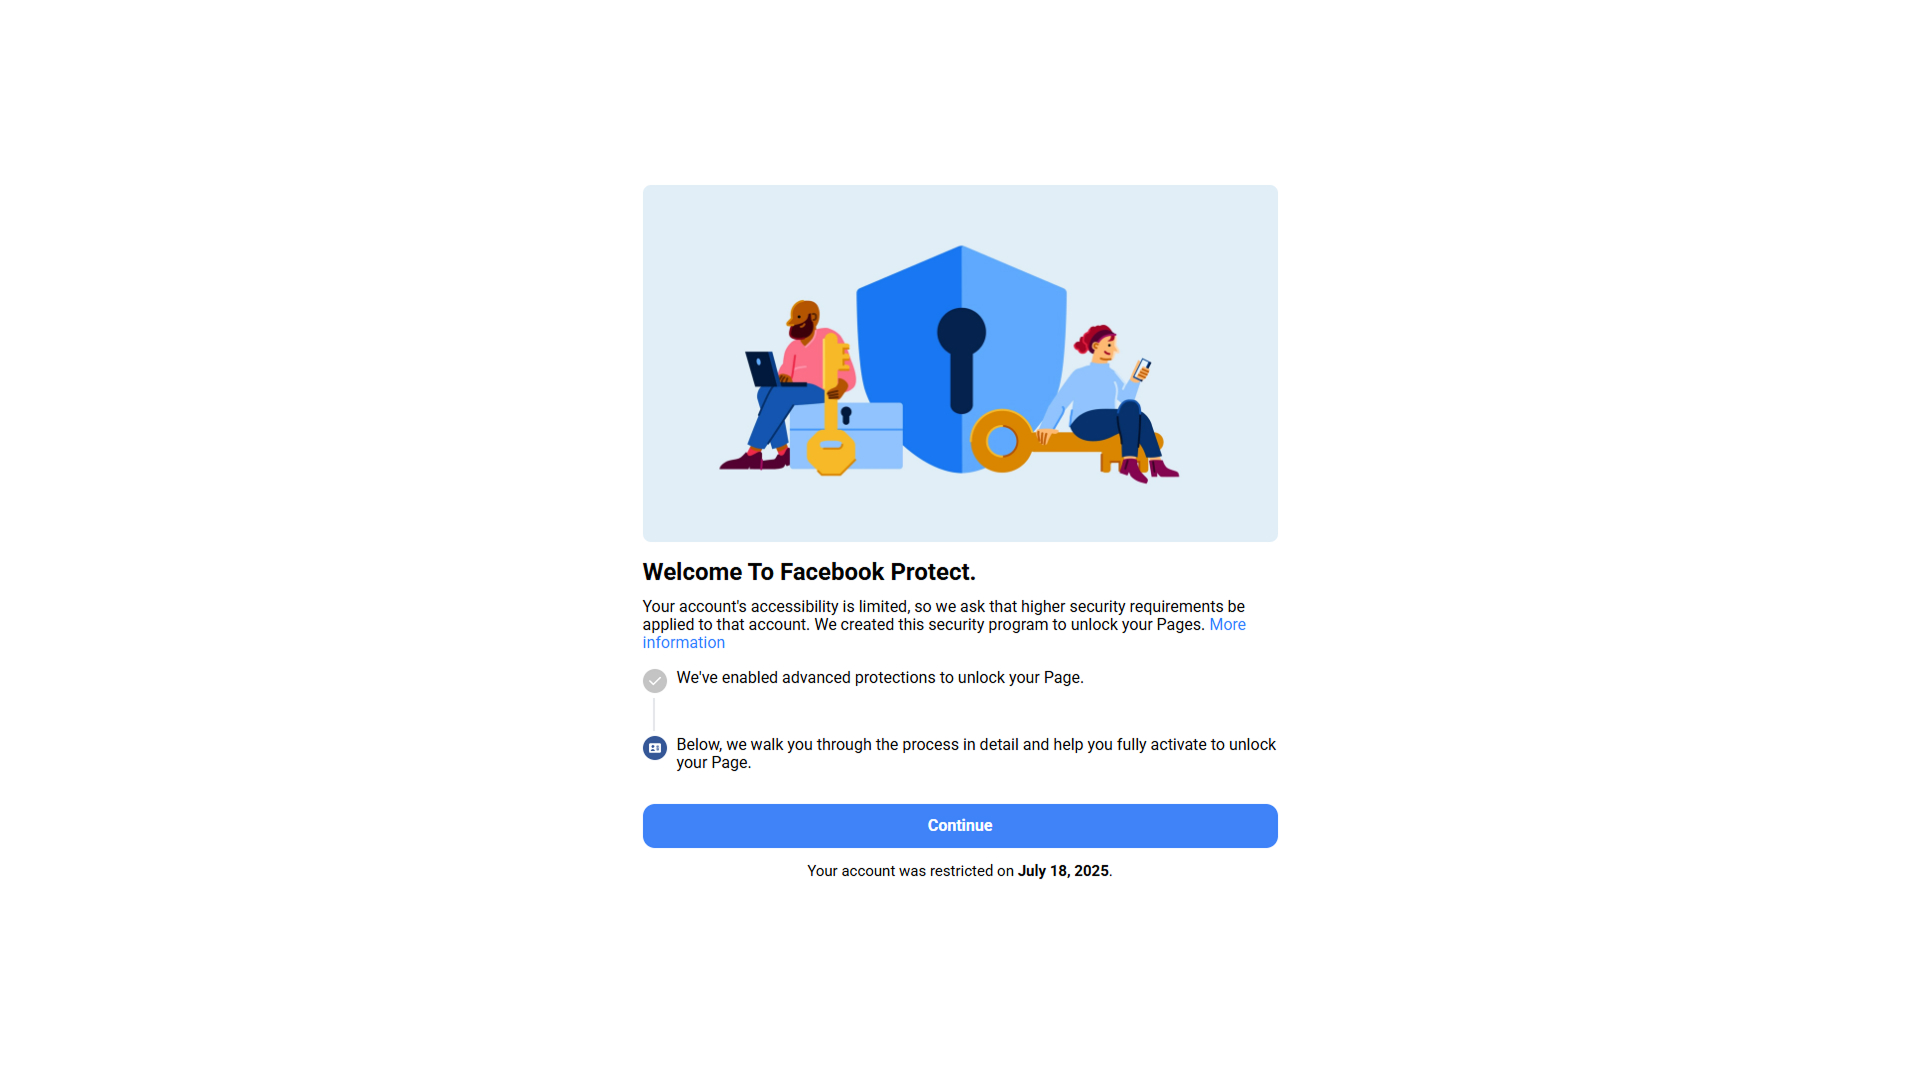 Welcome To Facebook Protect.
Your account's accessibility is limited, so we ask that higher security requirements be
applied to that account. We created this security program to unlock your Pages. More
information
We've enabled advanced protections to unlock your Page.
Below, we walk you through the process in detail and help you fully activate to unlock
your Page.
Continue
Your account was restricted on July 18, 2025.